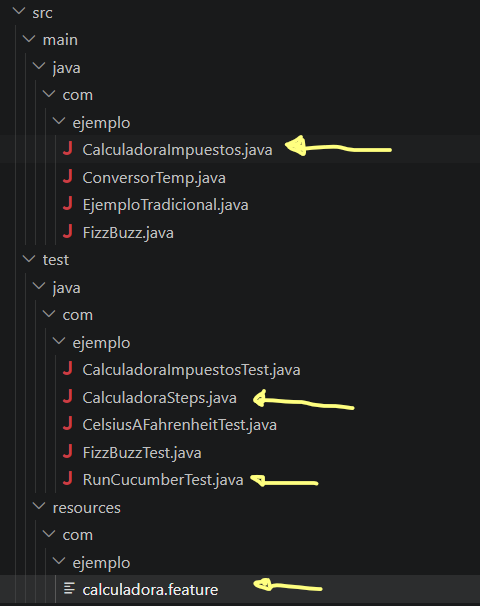 src
main
java
com
ejemplo
CalculadoraImpuestos.java
ConversorTemp.java
EjemploTradicional.java
FizzBuzz.java
test
java
com
ejemplo
CalculadoraImpuestosTest.java
CalculadoraSteps.java
CelsiusAFahrenheitTest.java
FizzBuzzTest.java
RunCucumberTest.java
resources
com
ejemplo
calculadora.feature